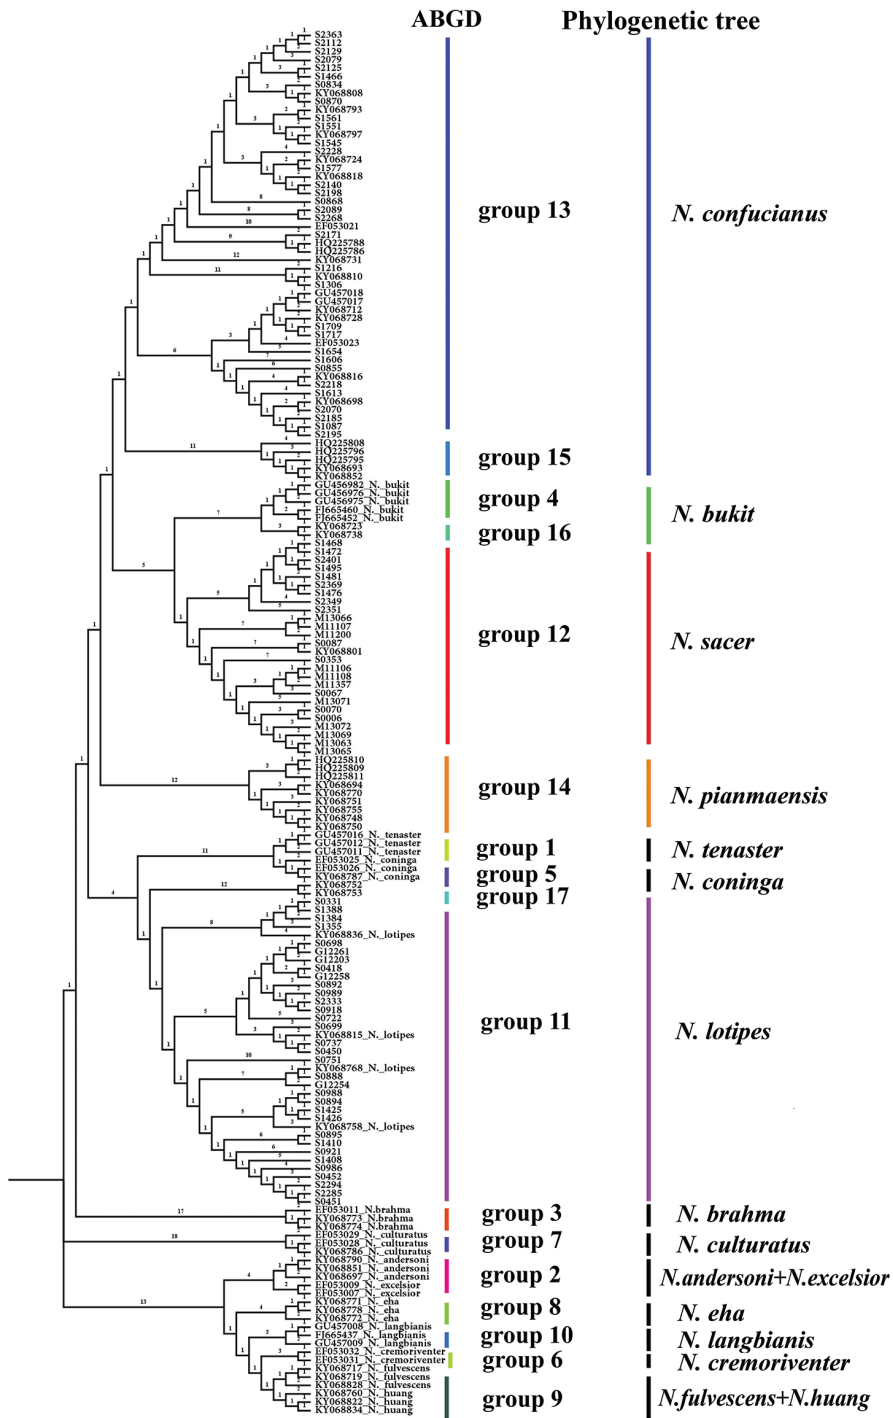 ABGD
Phylogenetic tree
S2363
S2112
S2129
S2079
S2125
S1466
S0834
KY068808
S0870
KY068793
S1561
S1551
KY068797
S1545
S2228
KY068724
S1577
KY068818
S2140
S2198
S0868
S2089
S2268
EF053021
S2171
HQ225788
HQ225786
KY068731
S1216
KY068810
S1306
GU457018
GU457017
KY068712
KY068728
S1709
S1717
EF053023
S1654
S1606
S0855
KY068816
S2218
S1613
KY068698
S2070
S2185
S1087
S2195
group 13
N. confucianus
HQ225808
HQ225796
HQ225795
KY068693
KY068852
group 15
GU456982_N._bukit
GU456976_N._bukit
GU456975_N._bukit
FJ665460_N._bukit
FJ665452_N._bukit
group 4
N. bukit
KY068723
KY068738
group 16
S1468
S1472
S2401
S1495
S1481
S2369
S1476
S2349
S2351
M13066
M11107
M11200
S0087
KY068801
S0353
M11106
M11108
M11357
S0067
M13071
S0070
S0006
M13072
M13069
M13063
M13065
group 12
N. sacer
HQ225810
HQ225809
HQ225811
KY068694
KY068770
KY068751
KY068755
KY068748
KY068750
group 14
N. pianmaensis
GU457016_N._tenaster
GU457012_N._tenaster
GU457011_N._tenaster
group 1
N. tenaster
EF053025_N._coninga
EF053026_N._coninga
KY068787_N._coninga
group 5
N. coninga
KY068752
KY068753
group 17
S0331
S1388
S1384
S1355
KY068836_N._lotipes
S0698
G12261
G12203
S0418
G12258
S0892
S0989
S2333
S0918
S0722
S0699
KY068815_N._lotipes
S0737
S0450
S0751
KY068768_N._lotipes
S0888
G12254
S0988
S0894
S1425
S1426
KY068758_N._lotipes
S0895
S1410
S0921
S1408
S0986
S0452
S2294
S2285
S0451
group 11
N. lotipes
EF053011_N.brahma
KY068773_N.brahma
KY068774_N.brahma
group 3
N. brahma
EF053029_N._culturatus
EF053028_N._culturatus
KY068786_N._culturatus
group 7
N. culturatus
KY068790_N._andersoni
KY068851_N._andersoni
KY068697_N._andersoni
EF053009_N._excelsior
EF053007_N._excelsior
group 2
N.andersoni+N.excelsior
KY068771_N._eha
KY068778_N._eha
KY068772_N._eha
group 8
N. eha
GU457008_N._langbianis
FJ665437_N._langbianis
GU457009_N._langbianis
group 10
N. langbianis
EF053032_N._cremoriventer
EF053031_N._cremoriventer
group 6
N. cremoriventer
KY068717_N._fulvescens
KY068719_N._fulvescens
KY068828_N._fulvescens
KY068760_N._huang
KY068822_N._huang
KY068834_N._huang
group 9
N.fulvescens+N.huang